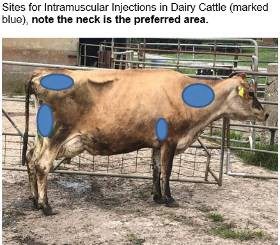 Sites for Intramuscular Injections in Dairy Cattle (marked
blue), note the neck is the preferred area.